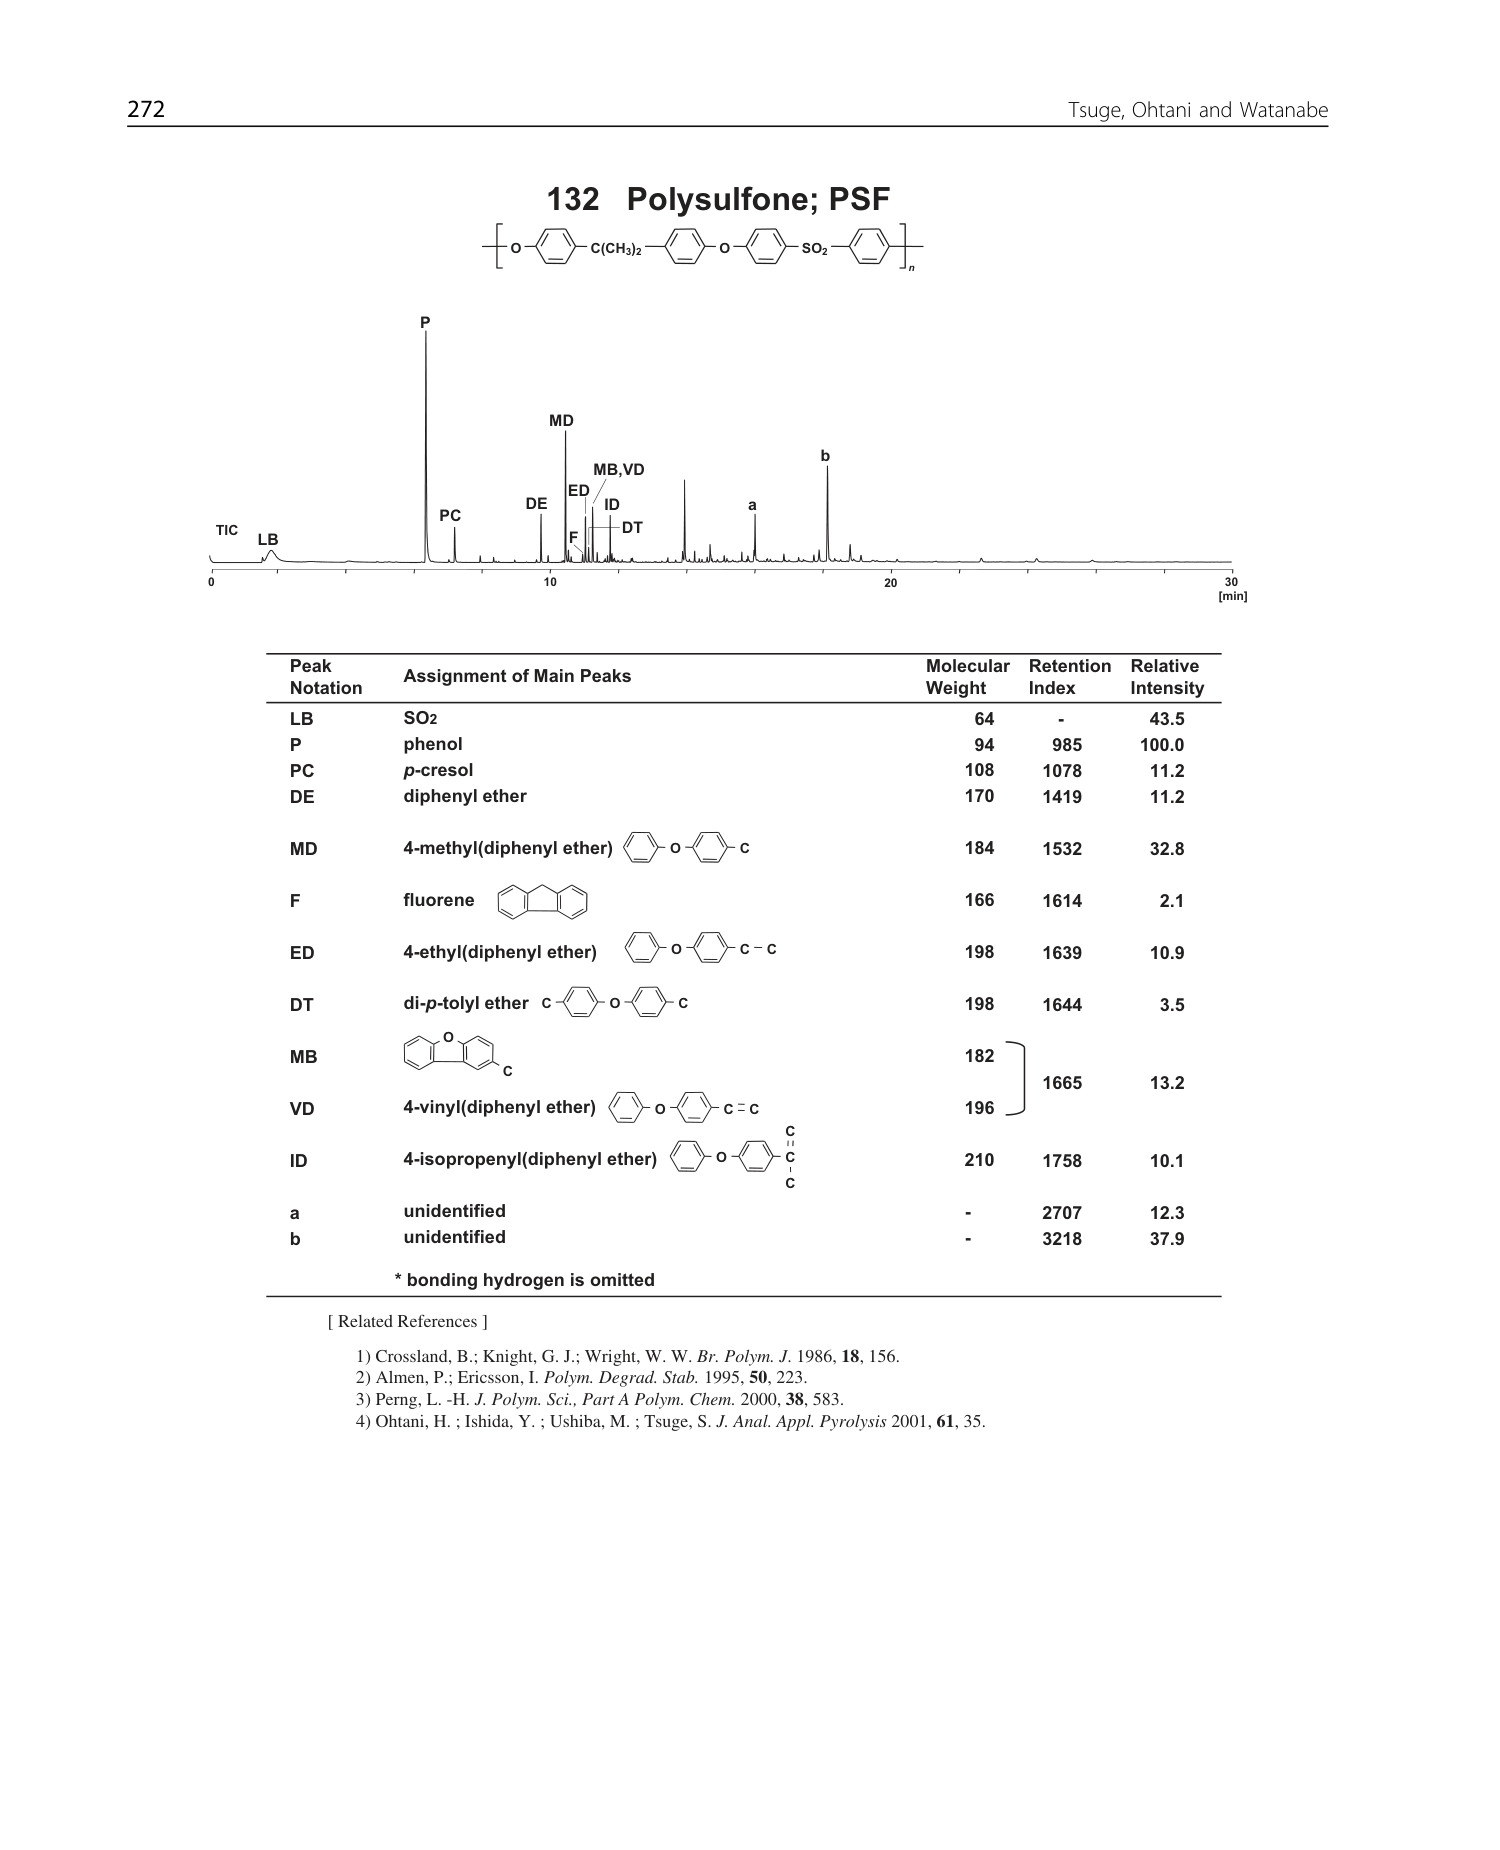 272 Tsuge, Ohtani and Watanabe
132 Polysulfone; PSF
O C(CH3)2 O SO2 n
P
MD
b
MB,VD
ED
DE ID a
PC
TIC F DT
LB
0 10 20 30
[min]
Peak Notation Assignment of Main Peaks Molecular Weight Retention Index Relative Intensity
LB SO2 64 - 43.5
P phenol 94 985 100.0
PC p-cresol 108 1078 11.2
DE diphenyl ether 170 1419 11.2
MD 4-methyl(diphenyl ether) O C 184 1532 32.8
F fluorene 166 1614 2.1
ED 4-ethyl(diphenyl ether) O C C 198 1639 10.9
DT di-p-tolyl ether C O C 198 1644 3.5
MB O C 182
1665 13.2
VD 4-vinyl(diphenyl ether) O C C 196
ID 4-isopropenyl(diphenyl ether) O C C C 210 1758 10.1
a unidentified - 2707 12.3
b unidentified - 3218 37.9
* bonding hydrogen is omitted
[ Related References ]
1) Crossland, B.; Knight, G. J.; Wright, W. W. Br. Polym. J. 1986, 18, 156.
2) Almen, P.; Ericsson, I. Polym. Degrad. Stab. 1995, 50, 223.
3) Perng, L. -H. J. Polym. Sci., Part A Polym. Chem. 2000, 38, 583.
4) Ohtani, H. ; Ishida, Y. ; Ushiba, M. ; Tsuge, S. J. Anal. Appl. Pyrolysis 2001, 61, 35.